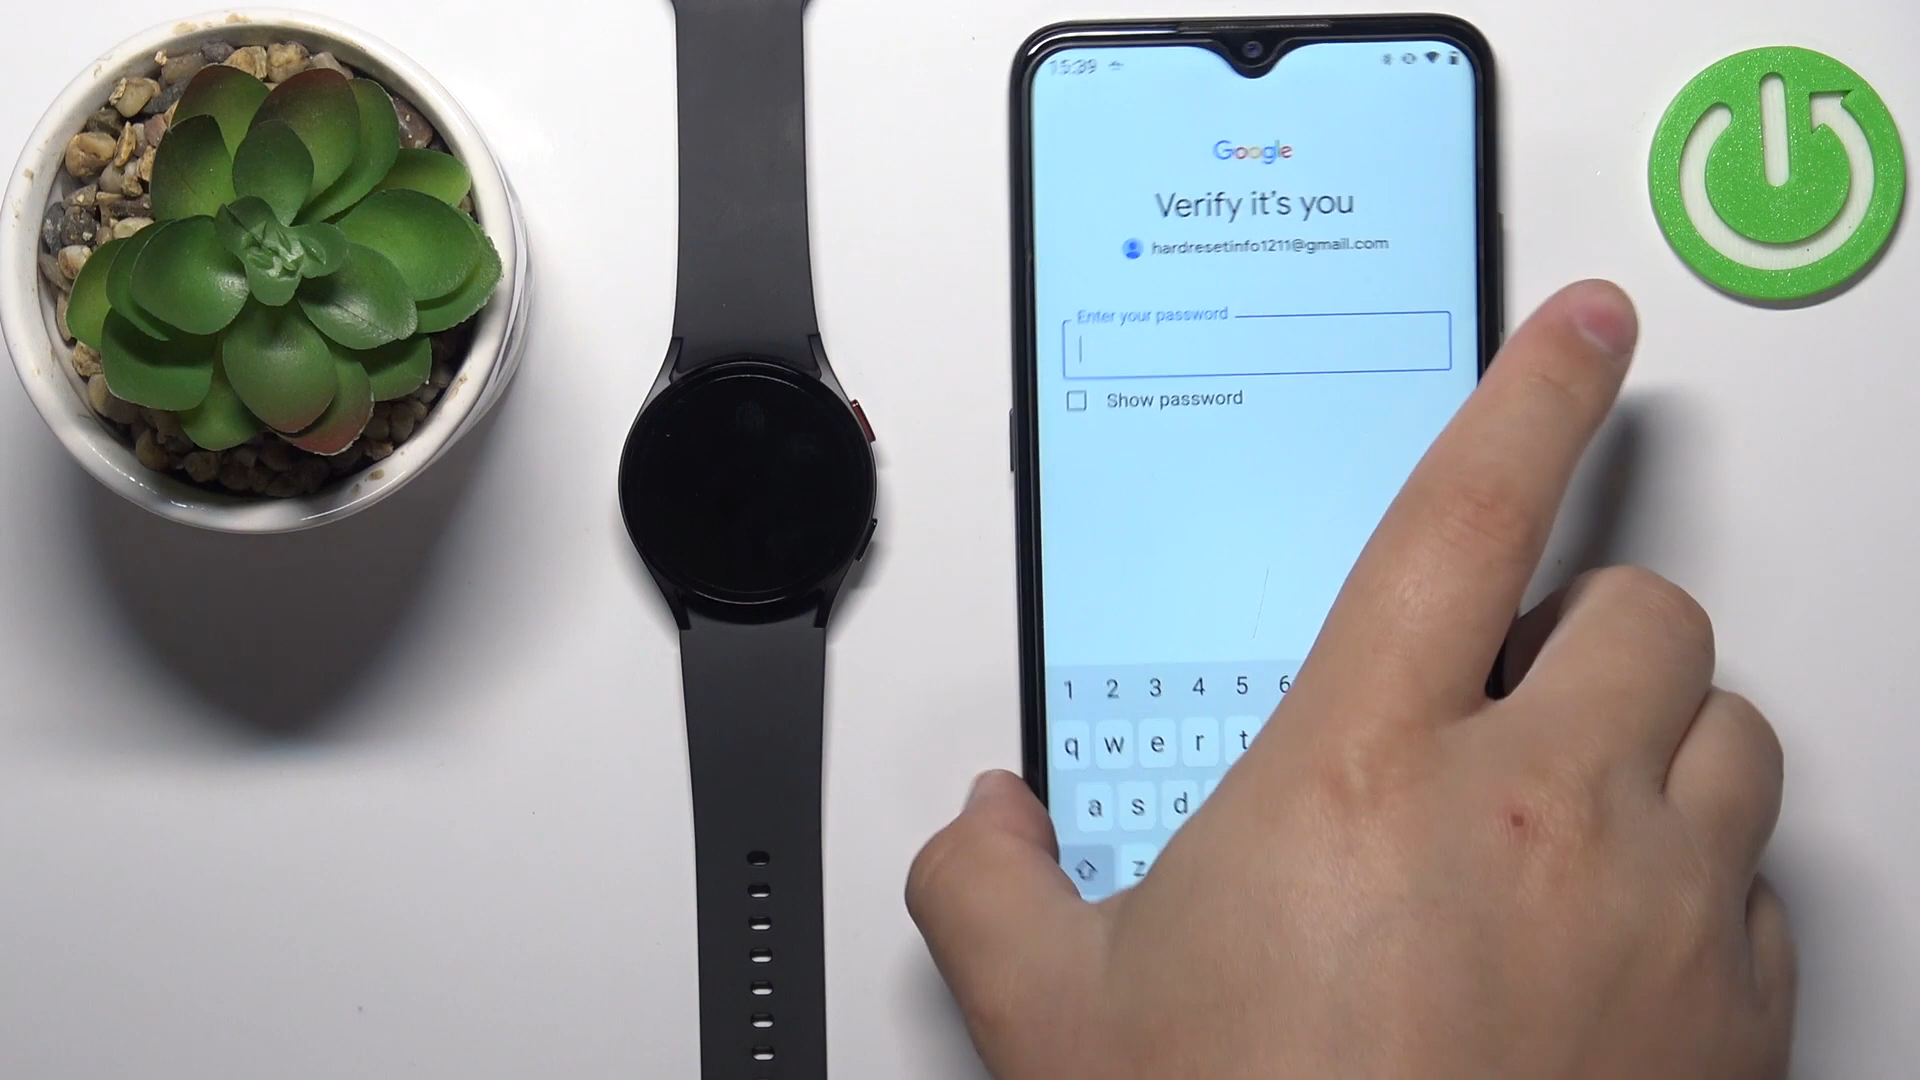 15:39
Google
Verify it's you
hardresetinfo1211@gmail.com
Enter your password
Show password
1 2 3 4 5 6
q w e r t
a s d
z